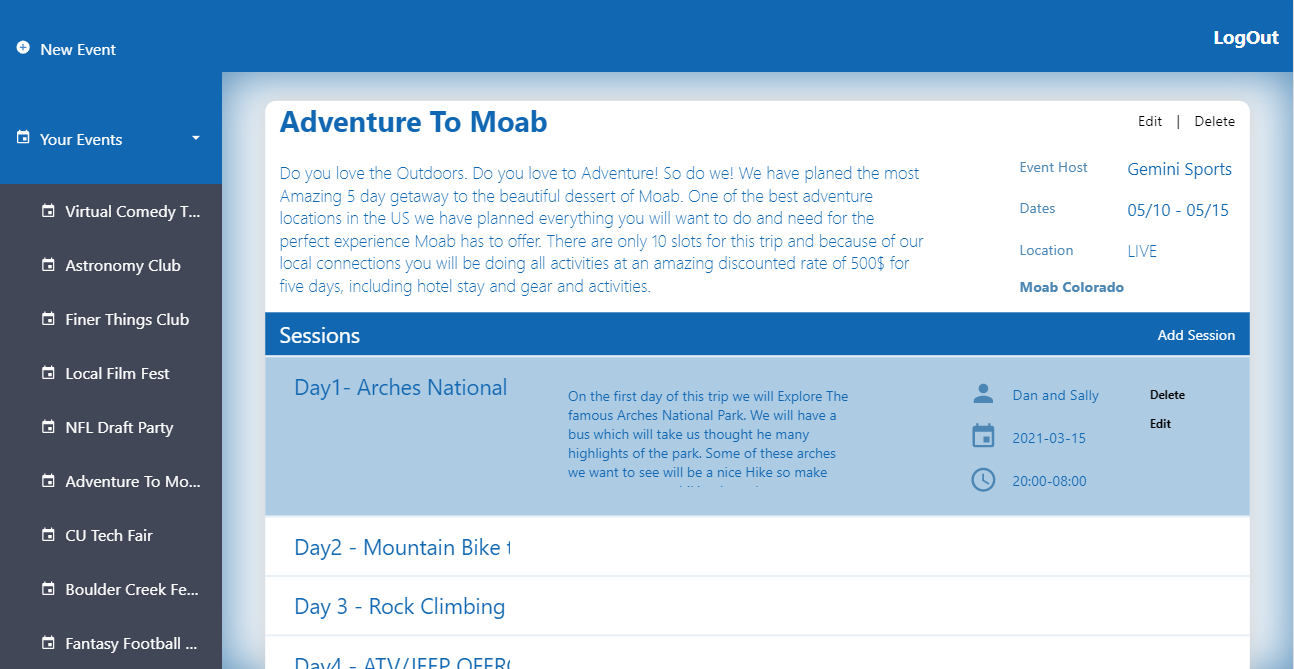 New Event
LogOut
Your Events
Virtual Comedy T...
Astronomy Club
Finer Things Club
Local Film Fest
NFL Draft Party
Adventure To Mo...
CU Tech Fair
Boulder Creek Fe...
Fantasy Football ...
Adventure To Moab
Edit | Delete
Do you love the Outdoors. Do you love to Adventure! So do we! We have planed the most
Amazing 5 day getaway to the beautiful dessert of Moab. One of the best adventure
locations in the US we have planned everything you will want to do and need for the
perfect experience Moab has to offer. There are only 10 slots for this trip and because of our
local connections you will be doing all activities at an amazing discounted rate of 500$ for
five days, including hotel stay and gear and activities.
Event Host Gemini Sports
Dates 05/10 - 05/15
Location LIVE
Moab Colorado
Sessions
Add Session
Day1- Arches National
On the first day of this trip we will Explore The
famous Arches National Park. We will have a
bus which will take us thought he many
highlights of the park. Some of these arches
we want to see will be a nice Hike so make
Dan and Sally
2021-03-15
20:00-08:00
Delete
Edit
Day2 - Mountain Bike
Day 3 - Rock Climbing
Day4 - ATV/JEEP